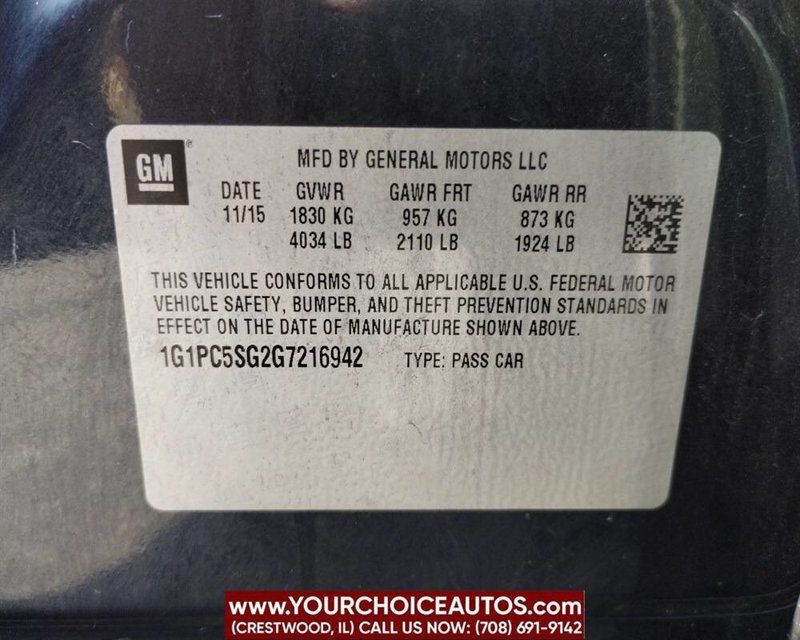 GM®
MFD BY GENERAL MOTORS LLC
DATE GVWR GAWR FRT GAWR RR
11/15 1830 KG 957 KG 873 KG
4034 LB 2110 LB 1924 LB
THIS VEHICLE CONFORMS TO ALL APPLICABLE U.S. FEDERAL MOTOR
VEHICLE SAFETY, BUMPER, AND THEFT PREVENTION STANDARDS IN
EFFECT ON THE DATE OF MANUFACTURE SHOWN ABOVE.
1G1PC5SG2G7216942 TYPE: PASS CAR
www.YOURCHOICEAUTOS.com
(CRESTWOOD, IL) CALL US NOW: (708) 691-9142